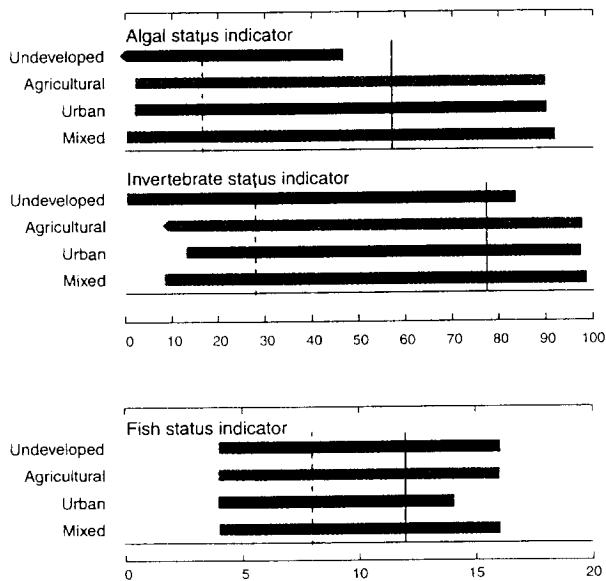 Algal status indicator
Undeveloped
Agricultural
Urban
Mixed
Invertebrate status indicator
Undeveloped
Agricultural
Urban
Mixed
0 10 20 30 40 50 60 70 80 90 100
Fish status indicator
Undeveloped
Agricultural
Urban
Mixed
0 5 10 15 20